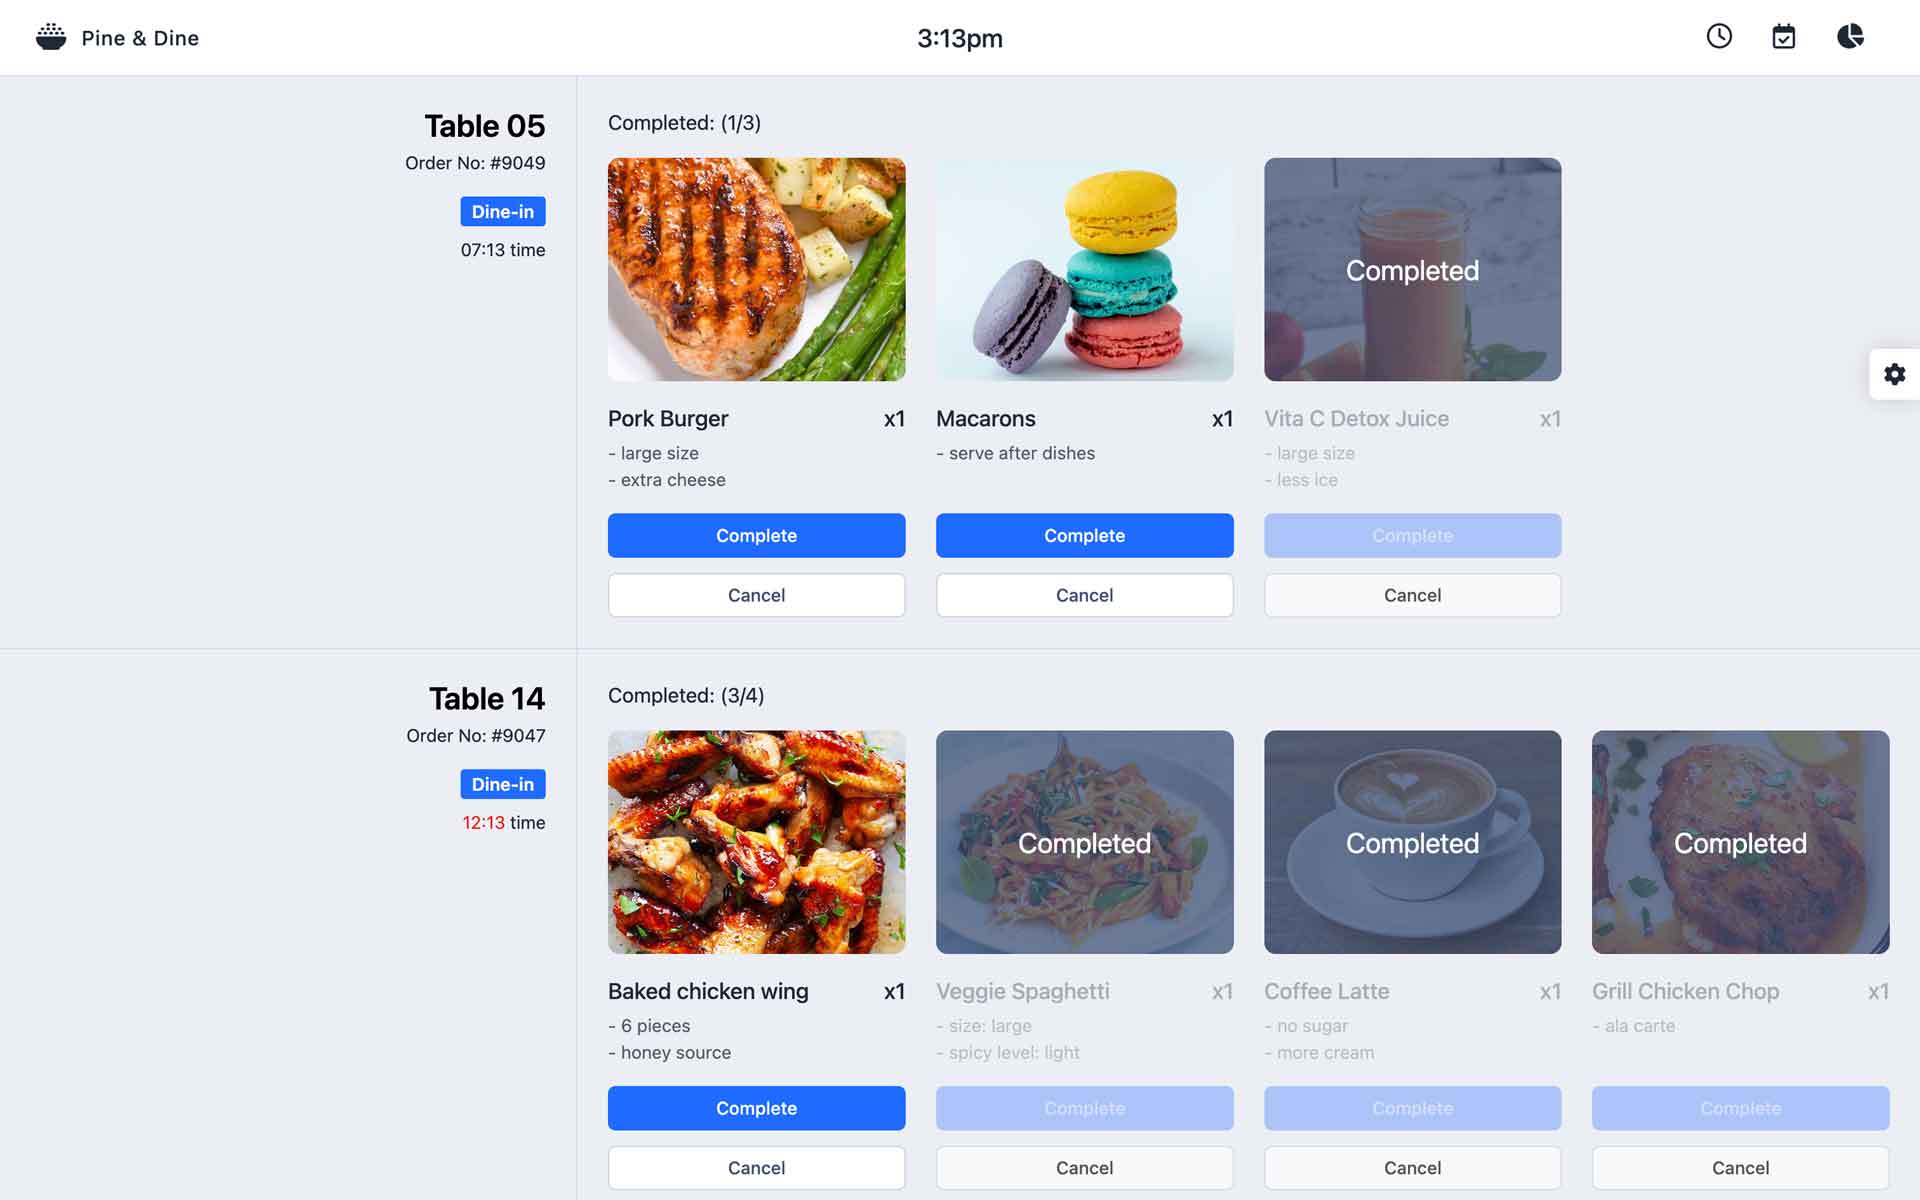 Pine & Dine
3:13pm
Table 05
Order No: #9049
Dine-in
07:13 time
Completed: (1/3)
Completed
Pork Burger x1
- large size
- extra cheese
Complete
Cancel
Macarons x1
- serve after dishes
Complete
Cancel
Vita C Detox Juice x1
- large size
- less ice
Complete
Cancel
Table 14
Order No: #9047
Dine-in
12:13 time
Completed: (3/4)
Baked chicken wing x1
- 6 pieces
- honey source
Complete
Cancel
Completed
Veggie Spaghetti x1
- size: large
- spicy level: light
Complete
Cancel
Completed
Coffee Latte x1
- no sugar
- more cream
Complete
Cancel
Completed
Grill Chicken Chop x1
- ala carte
Complete
Cancel